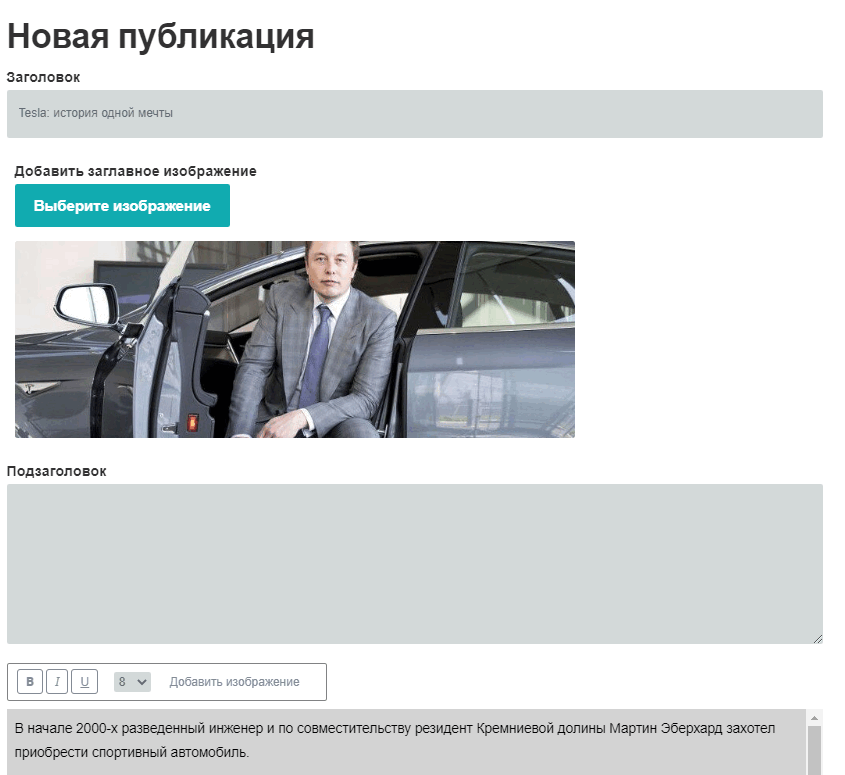 Новая публикация
Заголовок
Tesla: история одной мечты
Добавить заглавное изображение
Выберите изображение
Подзаголовок
B I U 8 Добавить изображение
В начале 2000-х разведенный инженер и по совместительству резидент Кремниевой долины Мартин Эберхард захотел
приобрести спортивный автомобиль.